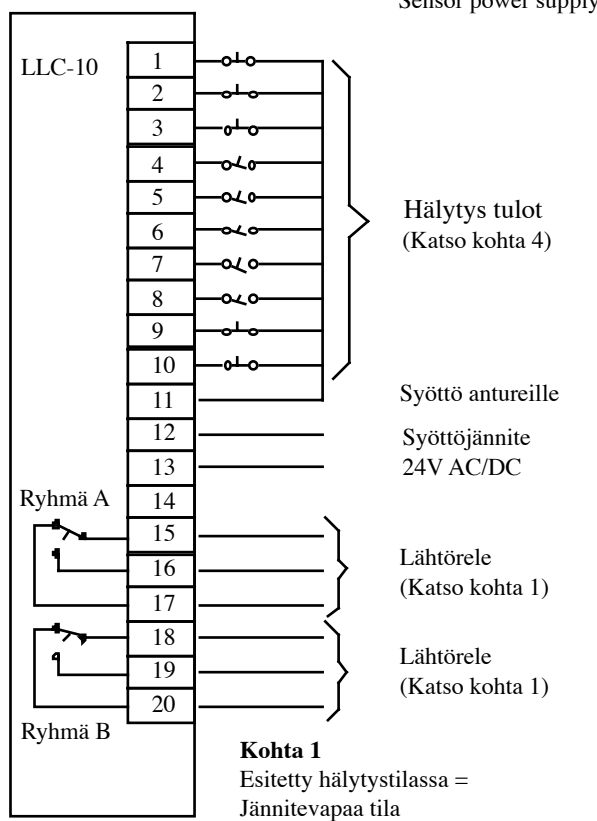 Sensor power supply
LLC-10
1
2
3
4
5
6
7
8
9
10
11
12
13
14
15
16
17
18
19
20
Hälytys tulot
(Katso kohta 4)
Syöttö antureille
Syöttöjännite
24V AC/DC
Ryhmä A
Lähtörele
(Katso kohta 1)
Lähtörele
(Katso kohta 1)
Ryhmä B
Kohta 1
Esitetty hälytystilassa =
Jännitevapaa tila